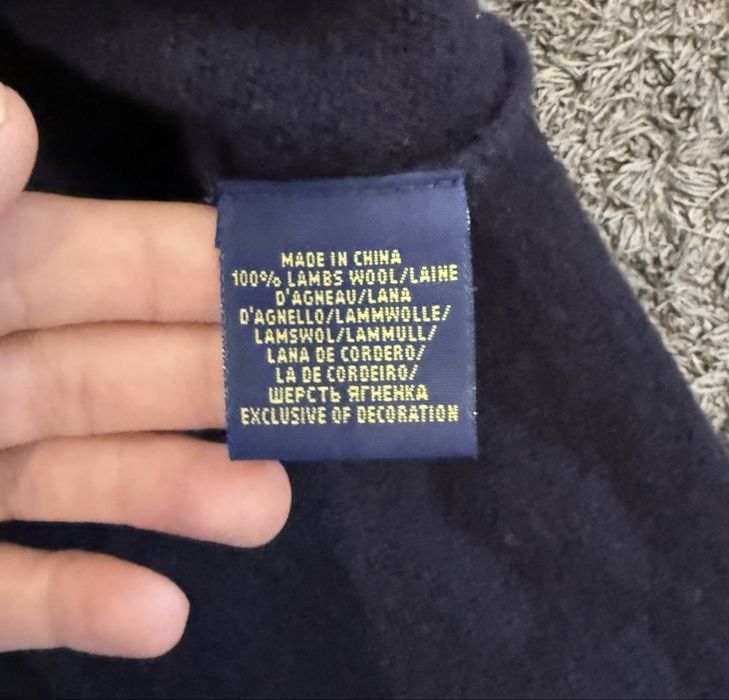 MADE IN CHINA
100% LAMBS WOOL/LAINE
D'AGNEAU/LANA
D'AGNELLO/LAMMWOLLE/
LAMSWOL/LAMMULL/
LANA DE CORDERO/
LA DE CORDEIRO/
ШЕРСТЬ ЯГНЕНКА
EXCLUSIVE OF DECORATION